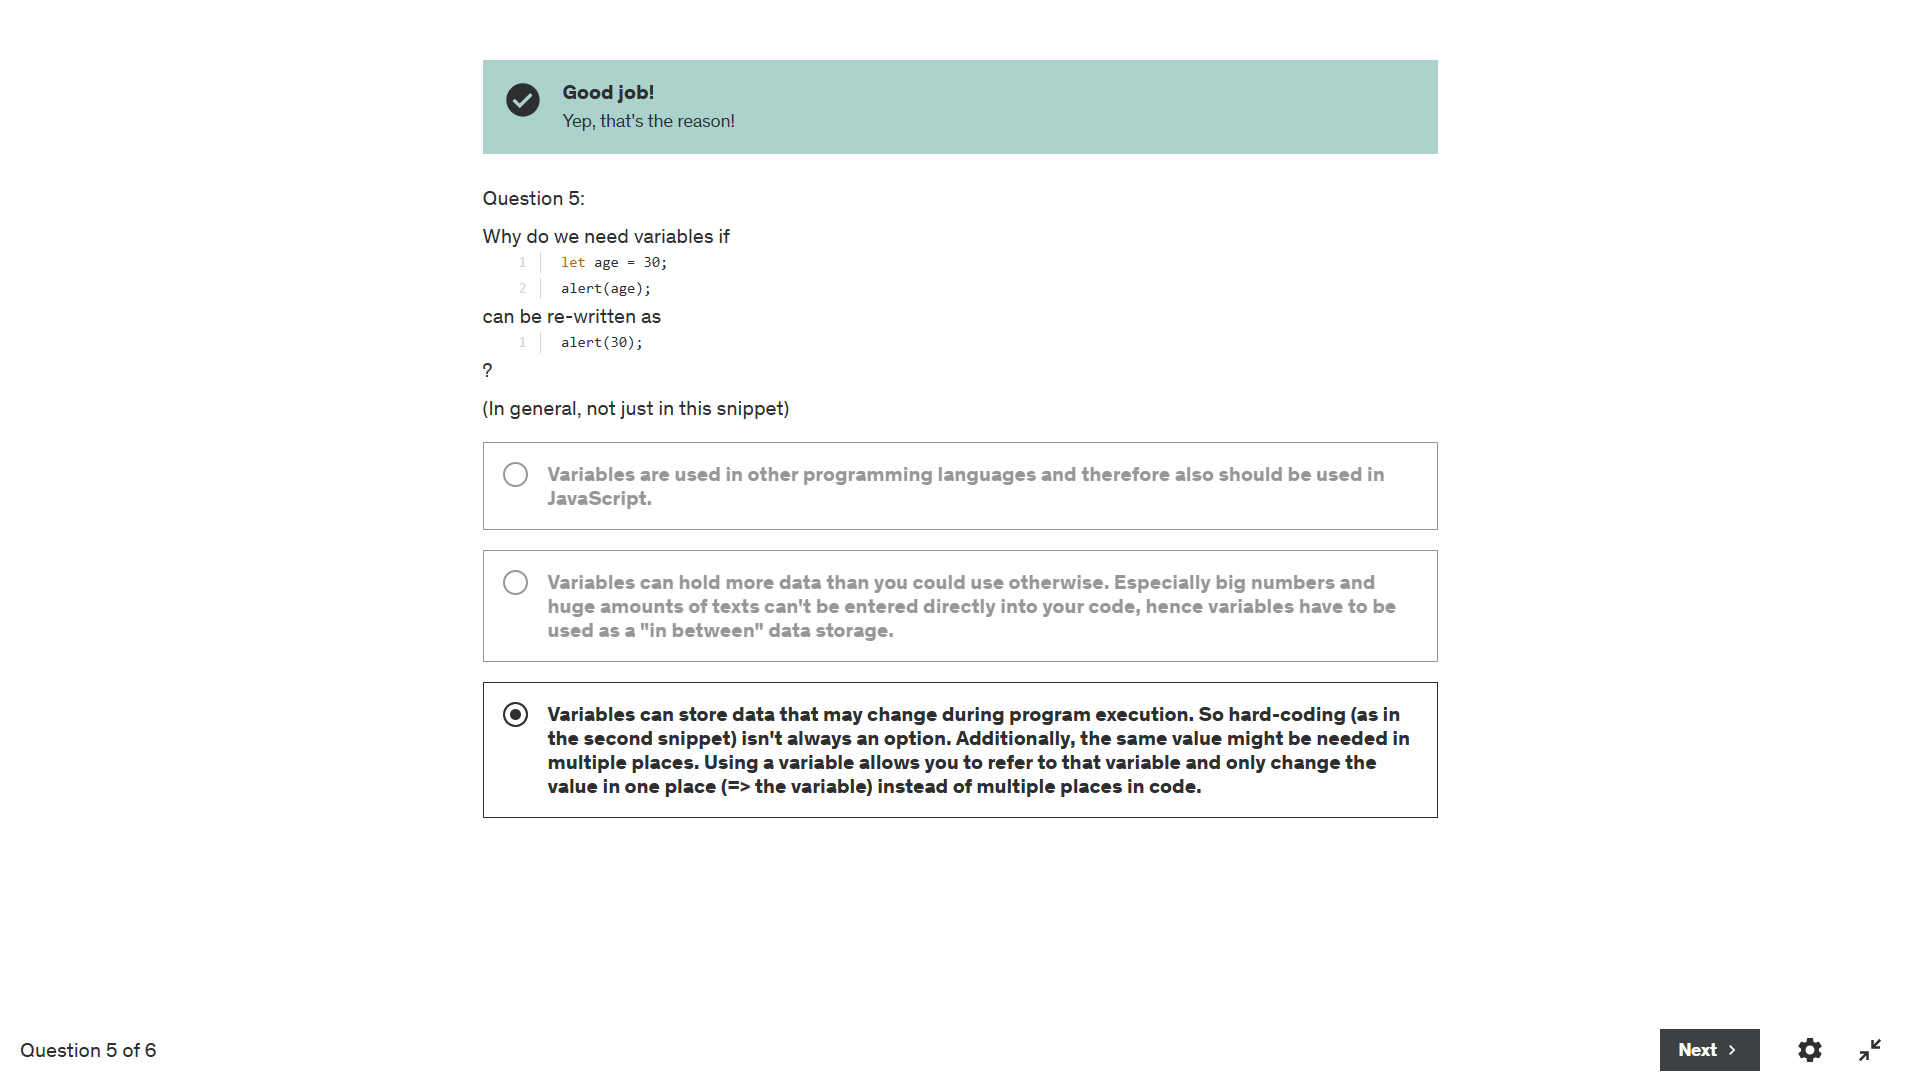 Good job!
Yep, that's the reason!
Question 5:
Why do we need variables if
1 let age = 30;
2 alert(age);
can be re-written as
1 alert(30);
?
(In general, not just in this snippet)
Variables are used in other programming languages and therefore also should be used in
JavaScript.
Variables can hold more data than you could use otherwise. Especially big numbers and
huge amounts of texts can't be entered directly into your code, hence variables have to be
used as a "in between" data storage.
Variables can store data that may change during program execution. So hard-coding (as in
the second snippet) isn't always an option. Additionally, the same value might be needed in
multiple places. Using a variable allows you to refer to that variable and only change the
value in one place (=> the variable) instead of multiple places in code.
Question 5 of 6
Next